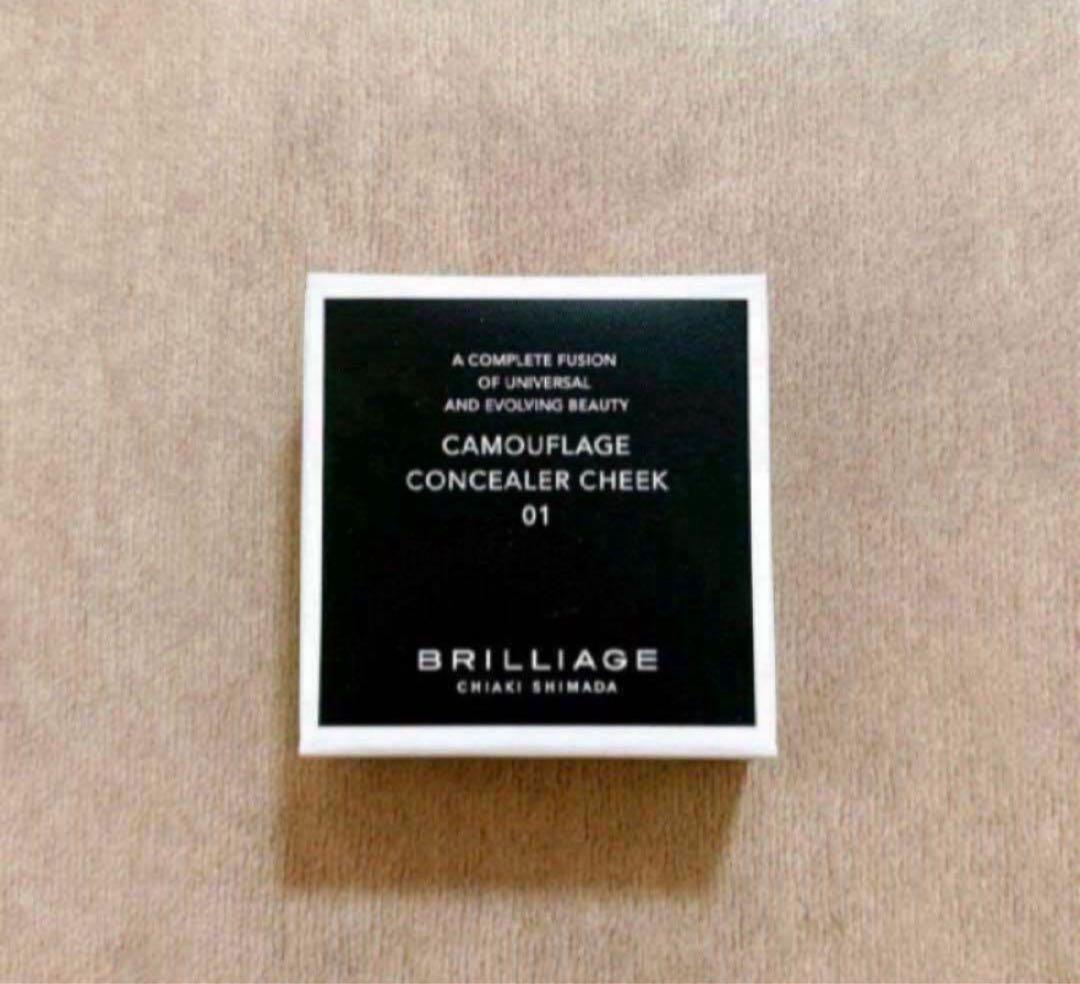 A COMPLETE FUSION
OF UNIVERSAL
AND EVOLVING BEAUTY
CAMOUFLAGE
CONCEALER CHEEK
01
BRILLIAGE
CHIAKI SHIMADA